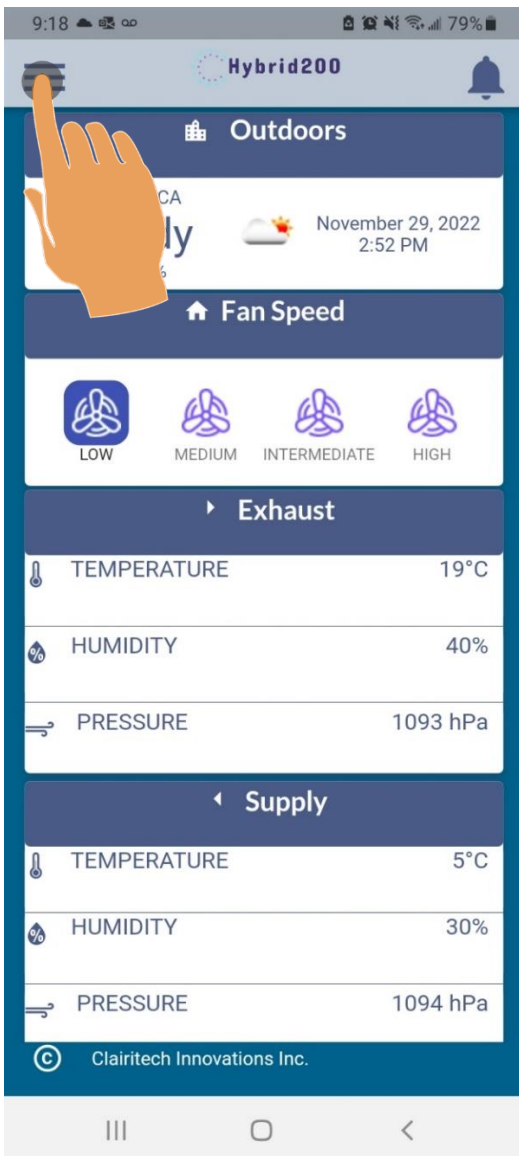 9:18 79%
Hybrid200
Outdoors
CA
November 29, 2022
2:52 PM
Fan Speed
LOW MEDIUM INTERMEDIATE HIGH
Exhaust
TEMPERATURE 19°C
% HUMIDITY 40%
PRESSURE 1093 hPa
Supply
TEMPERATURE 5°C
% HUMIDITY 30%
PRESSURE 1094 hPa
© Clairitech Innovations Inc.